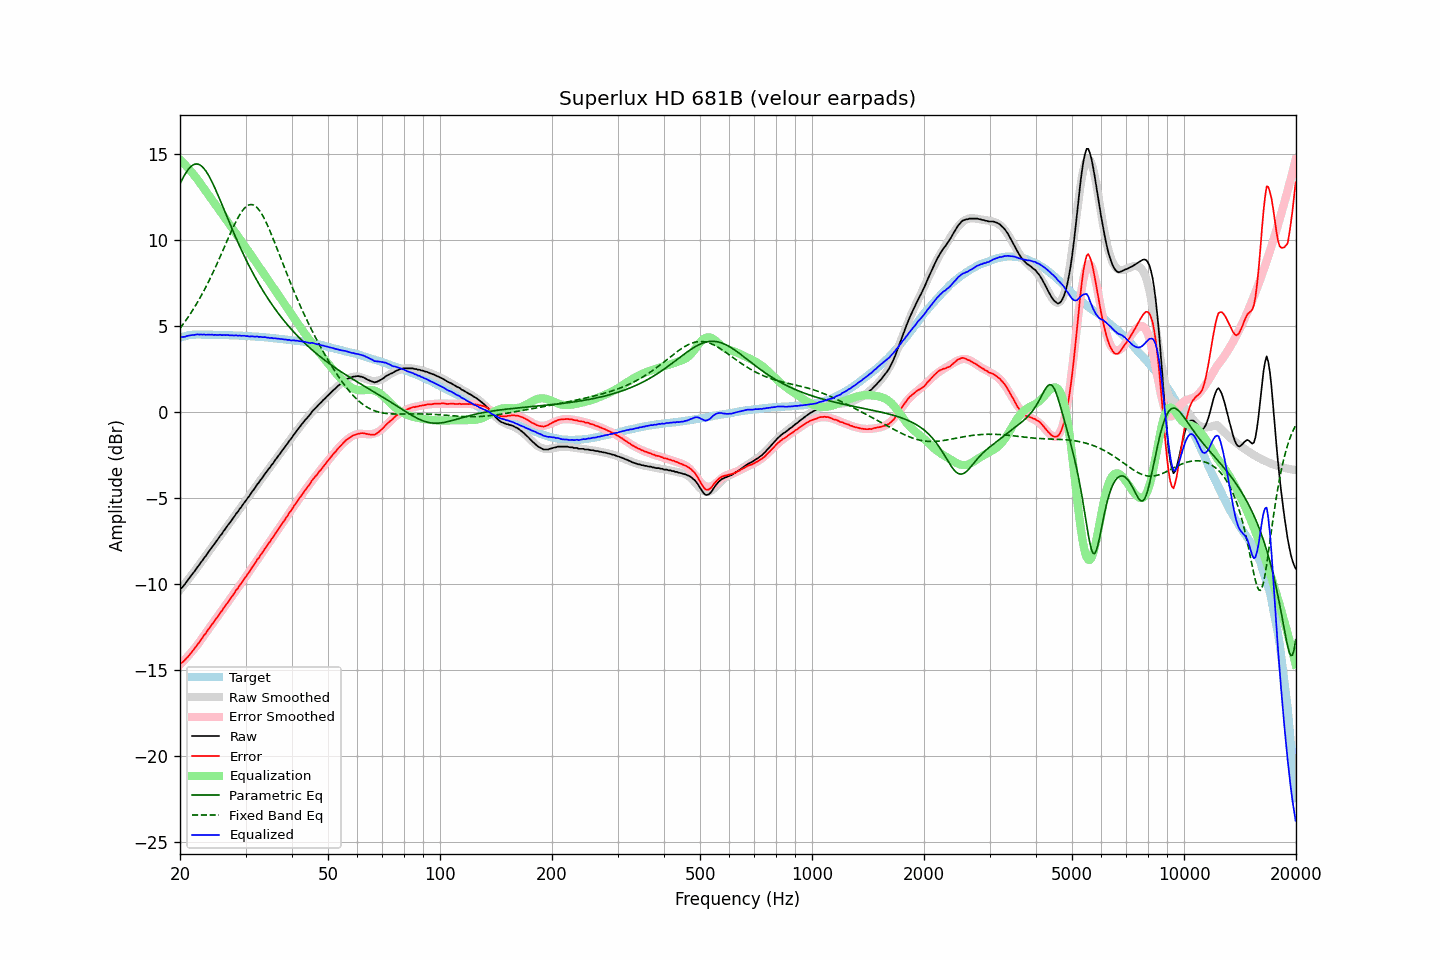 Superlux HD 681B (velour earpads)
Amplitude (dBr)
15
10
5
0
−5
−10
−15
−20
−25
Target
Raw Smoothed
Error Smoothed
Raw
Error
Equalization
Parametric Eq
Fixed Band Eq
Equalized
20 50 100 200 500 1000 2000 5000 10000 20000
Frequency (Hz)